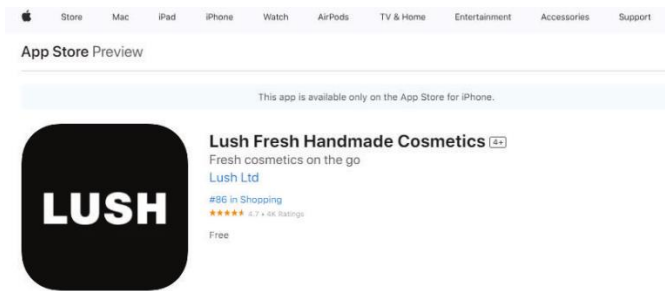 Store Mac iPad iPhone Watch AirPods TV & Home Entertainment Accessories Support
App Store Preview
This app is available only on the App Store for iPhone.
LUSH
Lush Fresh Handmade Cosmetics 4+
Fresh cosmetics on the go
Lush Ltd
#86 in Shopping
★★★★★ 4.7 • 4K Ratings
Free